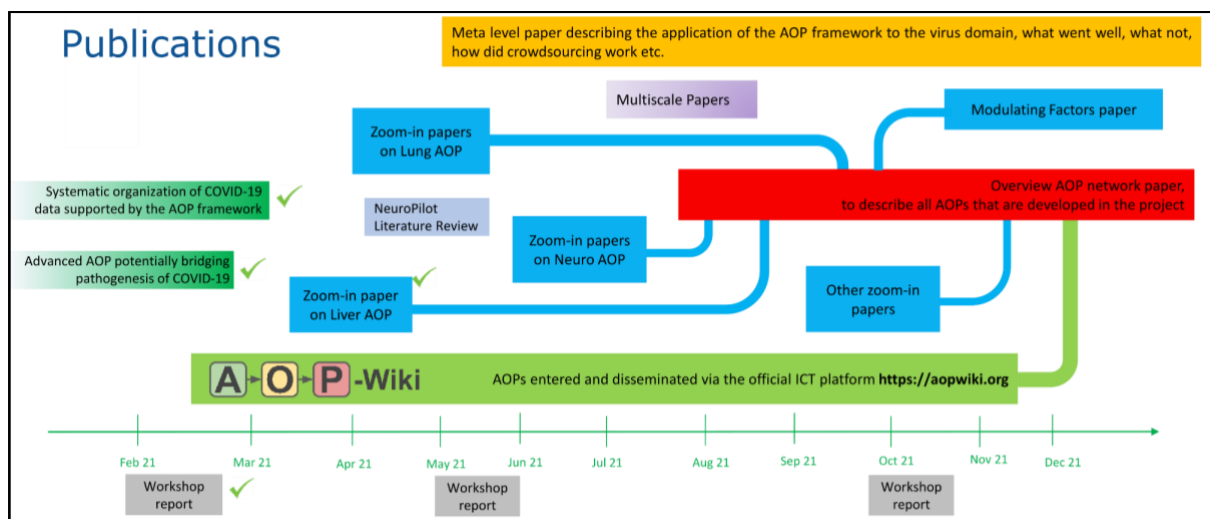 Publications
Meta level paper describing the application of the AOP framework to the virus domain, what went well, what not,
how did crowdsourcing work etc.
Multiscale Papers
Modulating Factors paper
Zoom-in papers
on Lung AOP
Systematic organization of COVID-19
data supported by the AOP framework
NeuroPilot
Literature Review
Overview AOP network paper,
to describe all AOPs that are developed in the project
Zoom-in papers
on Neuro AOP
Advanced AOP potentially bridging
pathogenesis of COVID-19
Zoom-in paper
on Liver AOP
Other zoom-in
papers
A O P -Wiki
AOPs entered and disseminated via the official ICT platform https://aopwiki.org
Feb 21 Mar 21 Apr 21 May 21 Jun 21 Jul 21 Aug 21 Sep 21 Oct 21 Nov 21 Dec 21
Workshop
report
Workshop
report
Workshop
report